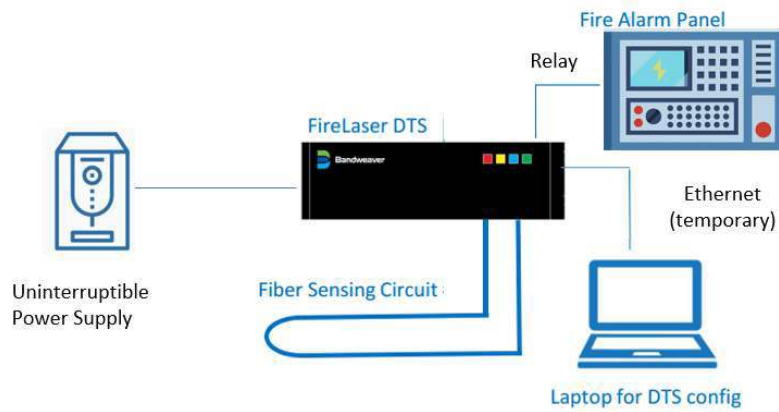 Fire Alarm Panel
Relay
FireLaser DTS
Bandweaver
Ethernet
(temporary)
Uninterruptible
Power Supply
Fiber Sensing Circuit
Laptop for DTS config